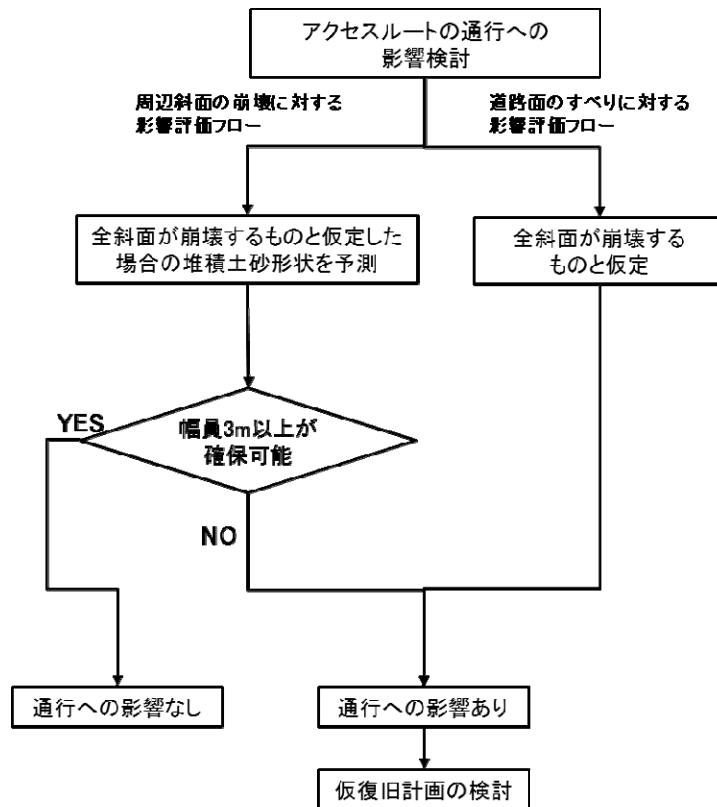 アクセスルートの通行への
影響検討
周辺斜面の崩壊に対する
影響評価フロー
道路面のすべりに対する
影響評価フロー
全斜面が崩壊するものと仮定した
場合の堆積土砂形状を予測
全斜面が崩壊する
ものと仮定
YES
幅員3m以上が
確保可能
NO
通行への影響なし
通行への影響あり
仮復旧計画の検討